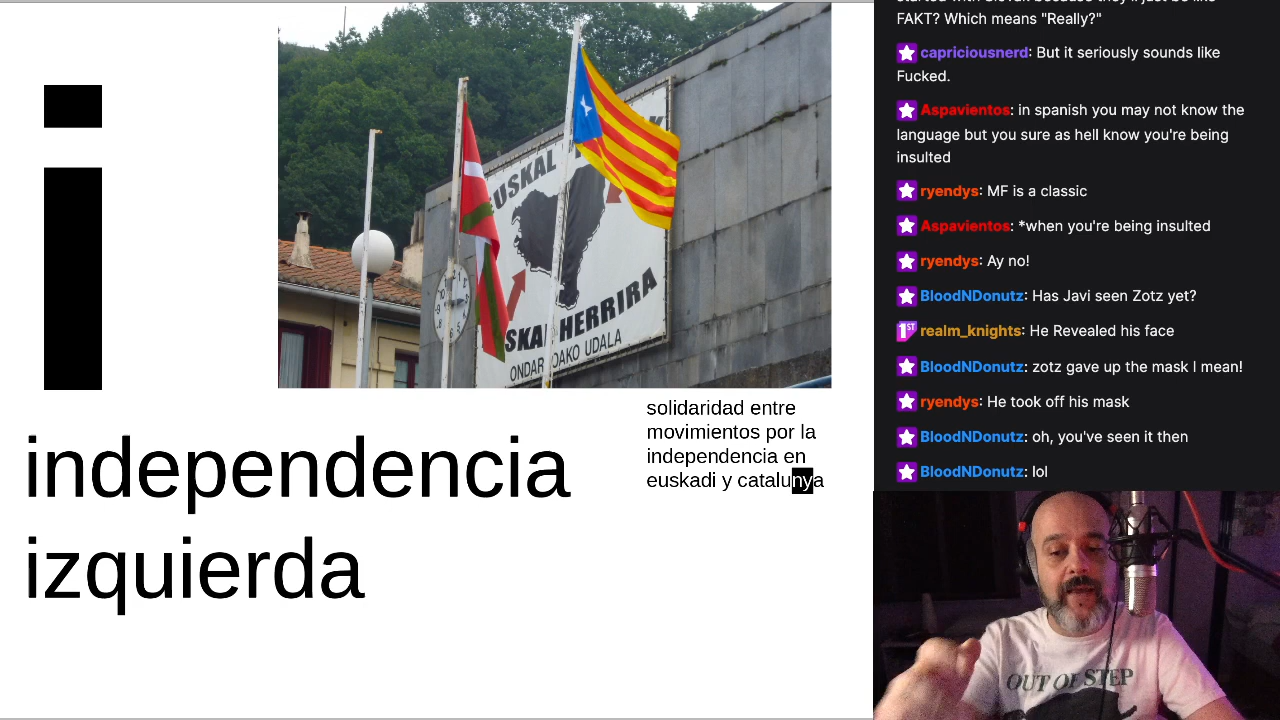 i
EUSKAL
SKAL HERRIRA
ONDAR OAKO UDALA
solidaridad entre
movimientos por la
independencia en
euskadi y catalunya
independencia
izquierda
FAKT? Which means "Really?"
capriciousnerd: But it seriously sounds like
Fucked.
Aspavientos: in spanish you may not know the
language but you sure as hell know you're being
insulted
ryendys: MF is a classic
Aspavientos: *when you're being insulted
ryendys: Ay no!
BloodNDonutz: Has Javi seen Zotz yet?
1ST realm_knights: He Revealed his face
BloodNDonutz: zotz gave up the mask I mean!
ryendys: He took off his mask
BloodNDonutz: oh, you've seen it then
BloodNDonutz: lol
OUT OF STEP